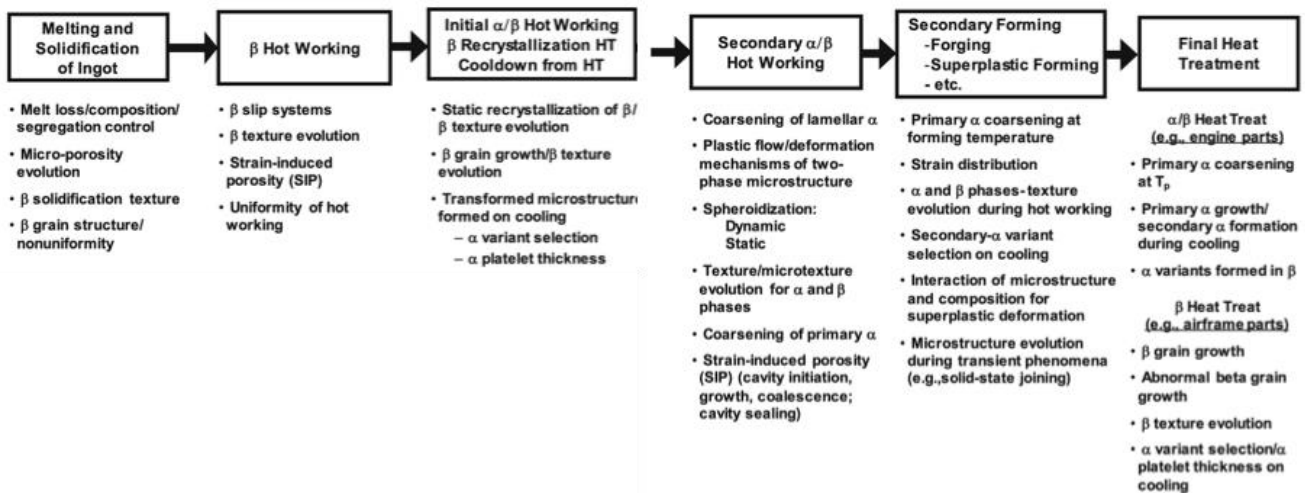 Melting and
Solidification
of Ingot
• Melt loss/composition/
segregation control
• Micro-porosity
evolution
• β solidification texture
• β grain structure/
nonuniformity
β Hot Working
• β slip systems
• β texture evolution
• Strain-induced
porosity (SIP)
• Uniformity of hot
working
Initial α/β Hot Working
β Recrystallization HT
Cooldown from HT
• Static recrystallization of β/
β texture evolution
• β grain growth/β texture
evolution
• Transformed microstructure
formed on cooling
– α variant selection
– α platelet thickness
Secondary α/β
Hot Working
• Coarsening of lamellar α
• Plastic flow/deformation
mechanisms of two-
phase microstructure
• Spheroidization:
Dynamic
Static
• Texture/microtexture
evolution for α and β
phases
• Coarsening of primary α
• Strain-induced porosity
(SIP) (cavity initiation,
growth, coalescence;
cavity sealing)
Secondary Forming
-Forging
-Superplastic Forming
- etc.
• Primary α coarsening at
forming temperature
• Strain distribution
• α and β phases-texture
evolution during hot working
• Secondary-α variant
selection on cooling
• Interaction of microstructure
and composition for
superplastic deformation
• Microstructure evolution
during transient phenomena
(e.g.,solid-state joining)
Final Heat
Treatment
α/β Heat Treat
(e.g., engine parts)
• Primary α coarsening
at Tp
• Primary α growth/
secondary α formation
during cooling
• α variants formed in β
β Heat Treat
(e.g., airframe parts)
• β grain growth
• Abnormal beta grain
growth
• β texture evolution
• α variant selection/α
platelet thickness on
cooling